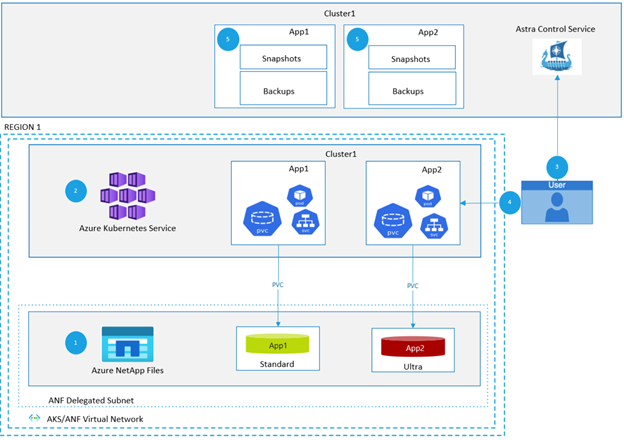 Cluster1
App1
App2
Astra Control Service
5
5
Snapshots
Snapshots
Backups
Backups
REGION 1
Cluster1
3
App1
App2
User
2
pod
pod
4
pvc
svc
pvc
svc
Azure Kubernetes Service
PVC
PVC
1
App1
App2
Azure NetApp Files
Standard
Ultra
ANF Delegated Subnet
AKS/ANF Virtual Network